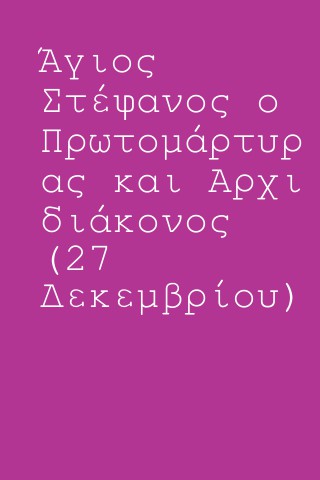 Άγιος
Στέφανος ο
Πρωτομάρτυρ
ας και Αρχι
διάκονος
(27
Δεκεμβρίου)